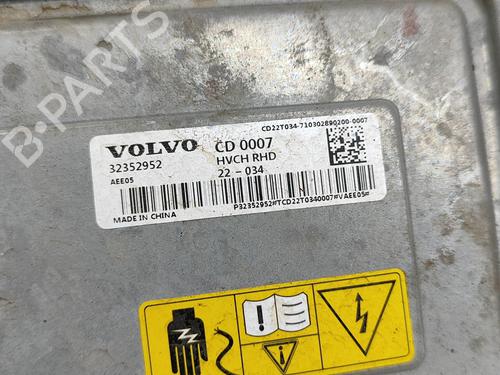 B-PARTS
CD22T034-710302890200-0007
VOLVO CD 0007
32352952 HVCH RHD
AEE05 22 - 034
MADE IN CHINA P32352952#TCD22T0340007#VAEE05#